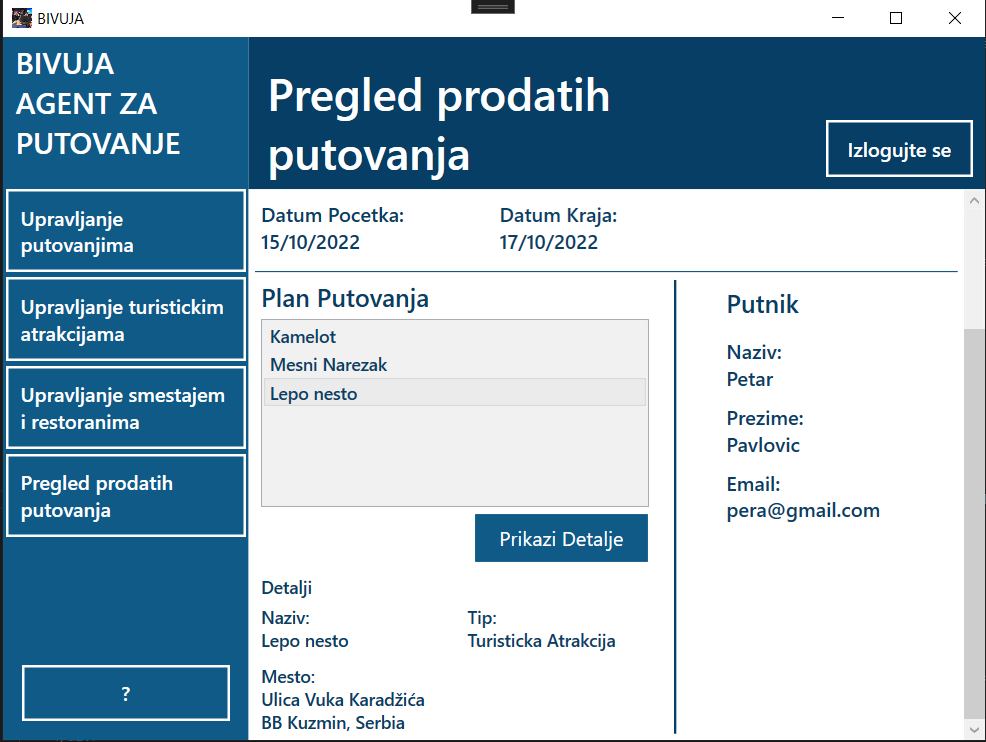 BIVUJA
BIVUJA
AGENT ZA
PUTOVANJE
Pregled prodatih
putovanja
Izlogujte se
Upravljanje
putovanjima
Upravljanje turistickim
atrakcijama
Upravljanje smestajem
i restoranima
Pregled prodatih
putovanja
?
Datum Pocetka:
15/10/2022
Datum Kraja:
17/10/2022
Plan Putovanja
Kamelot
Mesni Narezak
Lepo nesto
Prikazi Detalje
Detalji
Naziv:
Lepo nesto
Tip:
Turisticka Atrakcija
Mesto:
Ulica Vuka Karadžića
BB Kuzmin, Serbia
Putnik
Naziv:
Petar
Prezime:
Pavlovic
Email:
pera@gmail.com